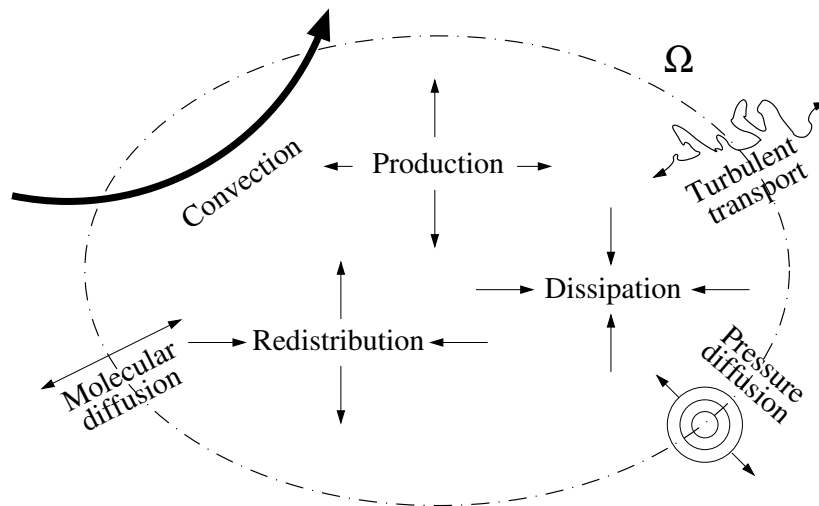 Ω
Convection
Production
Turbulent
transport
Dissipation
Redistribution
Molecular
diffusion
Pressure
diffusion